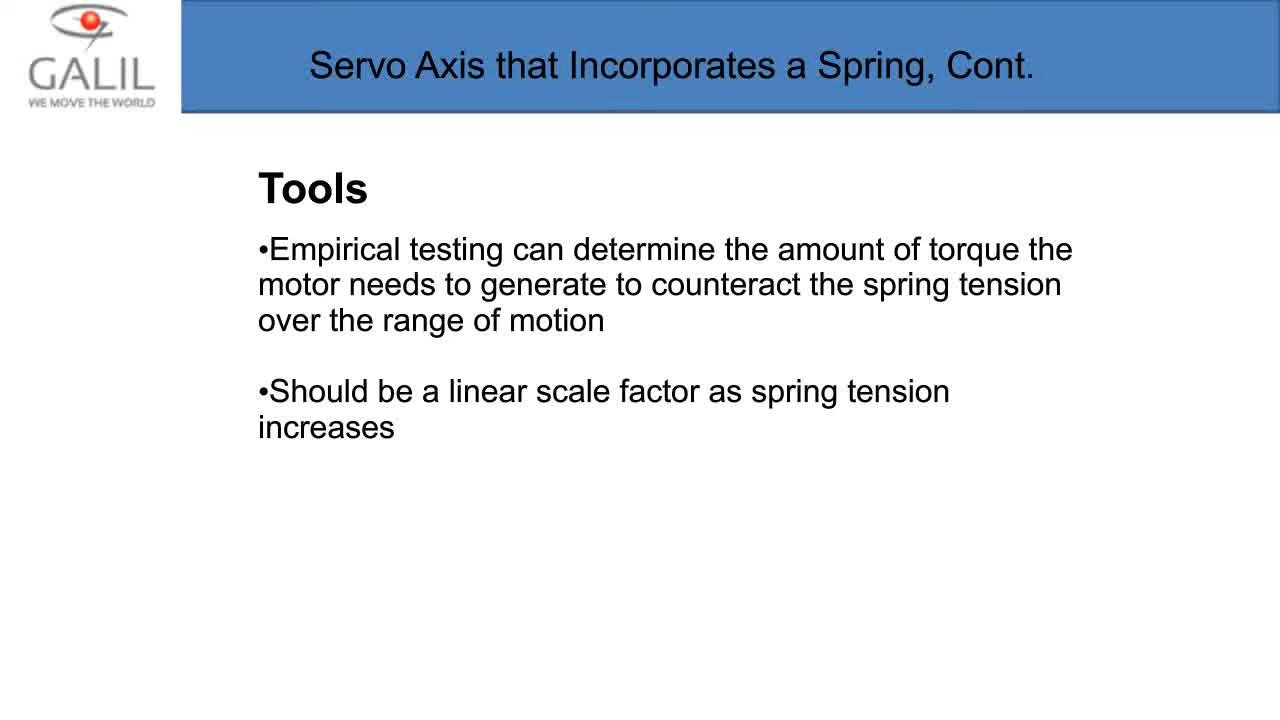 GALIL
WE MOVE THE WORLD
Servo Axis that Incorporates a Spring, Cont.
Tools
•Empirical testing can determine the amount of torque the
motor needs to generate to counteract the spring tension
over the range of motion
•Should be a linear scale factor as spring tension
increases